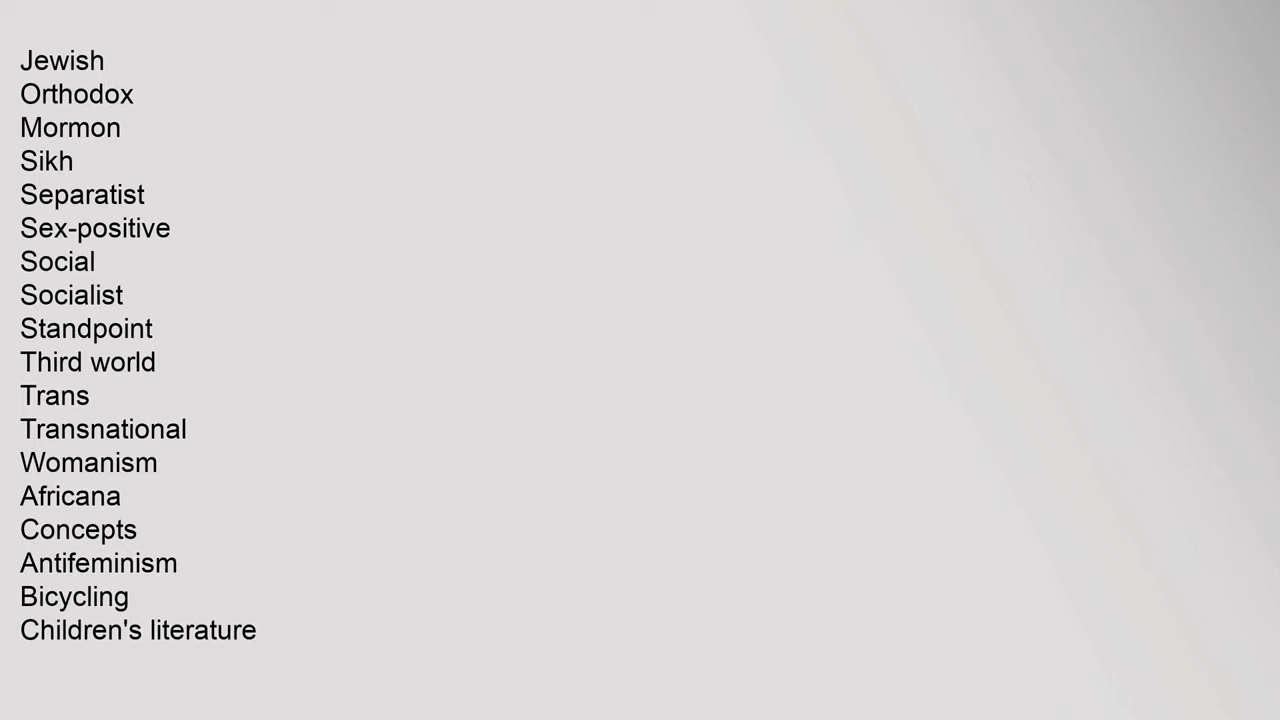 Jewish
Orthodox
Mormon
Sikh
Separatist
Sex-positive
Social
Socialist
Standpoint
Third world
Trans
Transnational
Womanism
Africana
Concepts
Antifeminism
Bicycling
Children's literature